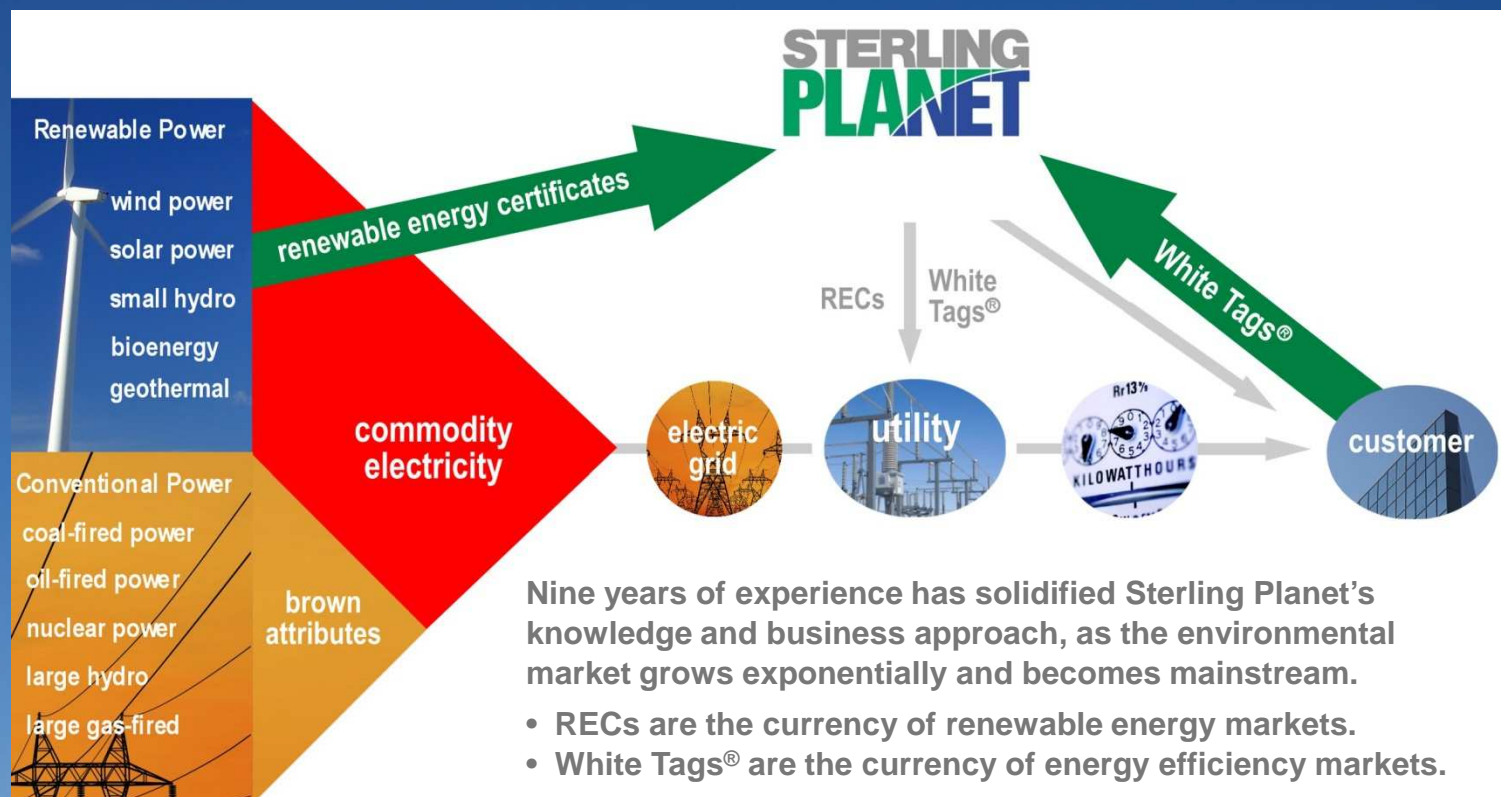 STERLING
PLANET
Renewable Power
wind power
solar power
small hydro
bioenergy
geothermal
renewable energy certificates
White Tags®
RECs
White
Tags®
commodity
electricity
electric
grid
utility
Rr13⅞
KILOWATTHOURS
customer
Conventional Power
coal-fired power
oil-fired power
nuclear power
large hydro
large gas-fired
brown
attributes
Nine years of experience has solidified Sterling Planet’s
knowledge and business approach, as the environmental
market grows exponentially and becomes mainstream.
• RECs are the currency of renewable energy markets.
• White Tags® are the currency of energy efficiency markets.